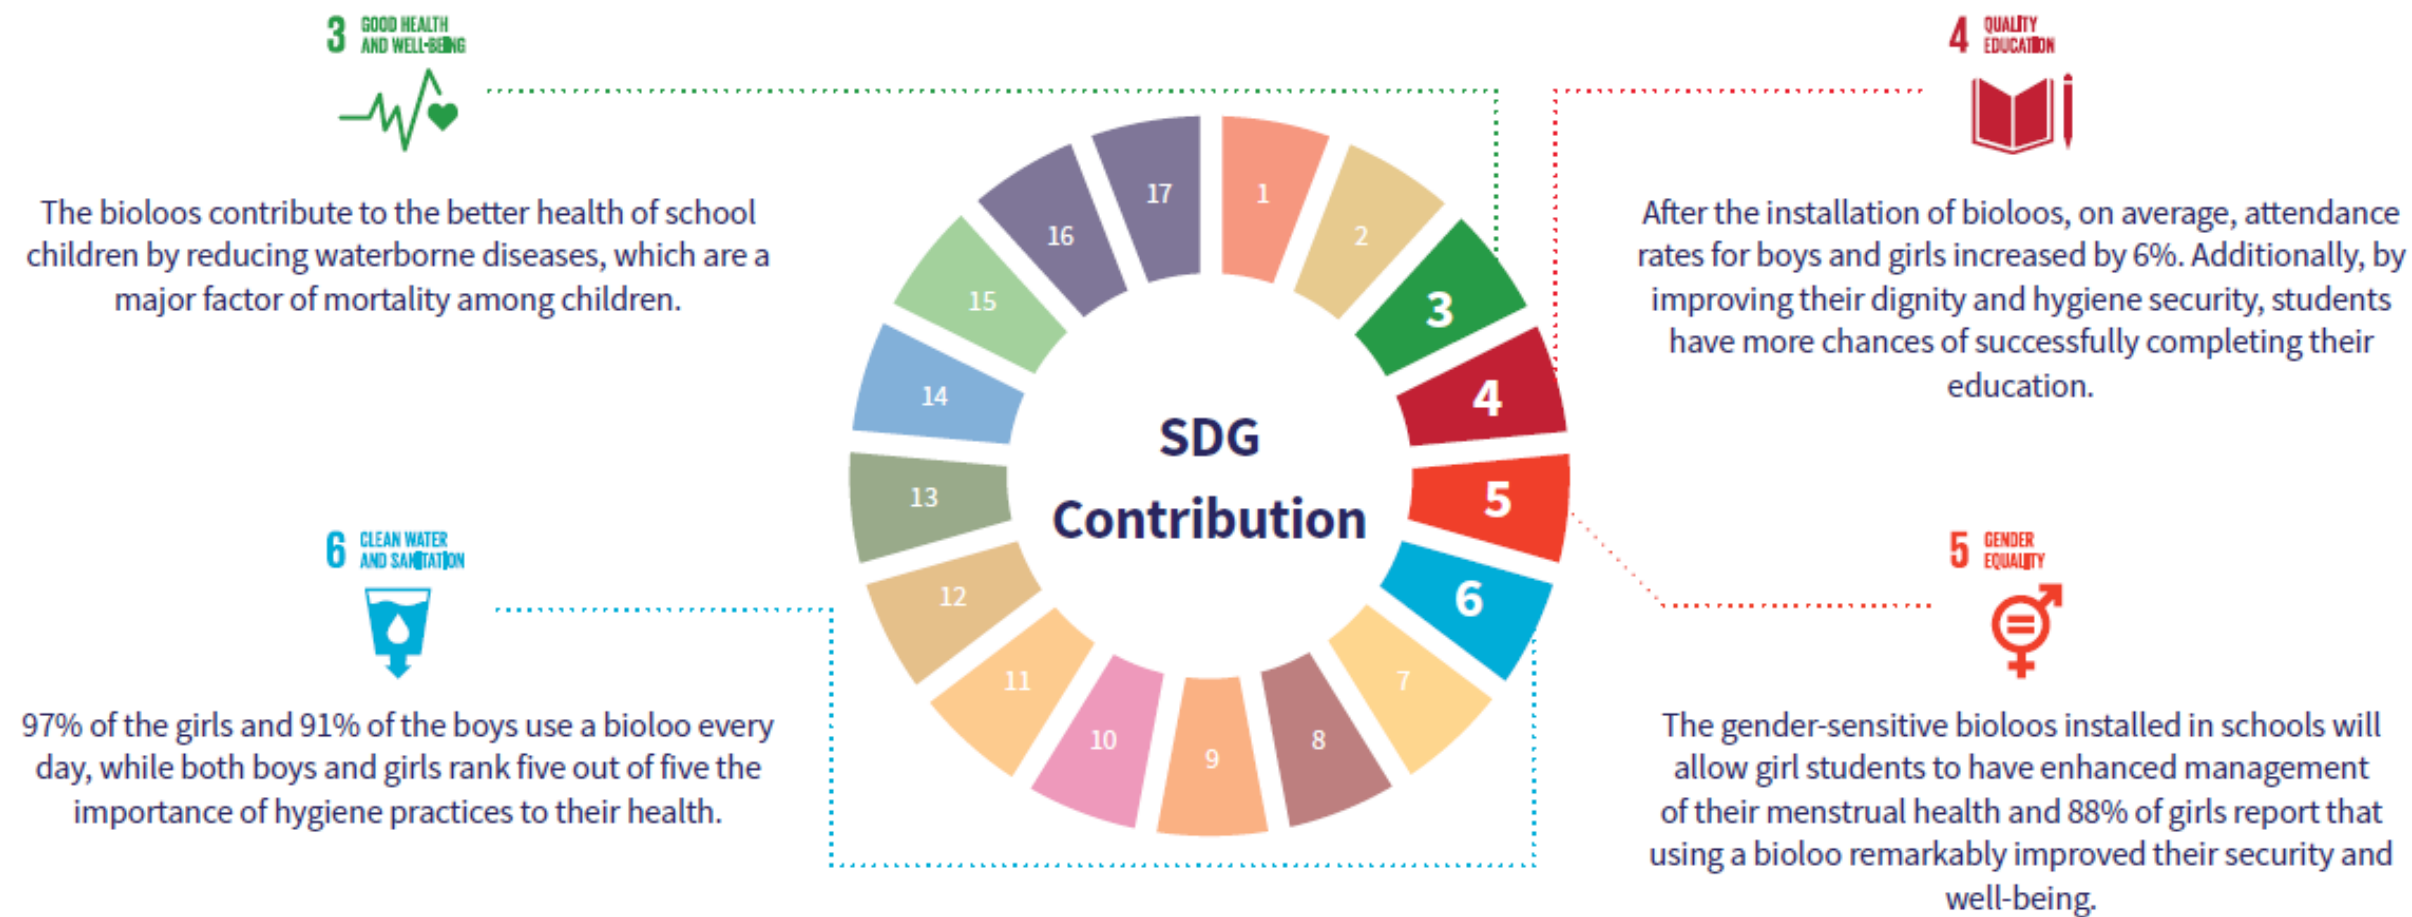 3 GOOD HEALTH
AND WELL-BEING
The bioloos contribute to the better health of school
children by reducing waterborne diseases, which are a
major factor of mortality among children.
4 QUALITY
EDUCATION
After the installation of bioloos, on average, attendance
rates for boys and girls increased by 6%. Additionally, by
improving their dignity and hygiene security, students
have more chances of successfully completing their
education.
SDG
Contribution
1
2
3
4
5
6
7
8
9
10
11
12
13
14
15
16
17
6 CLEAN WATER
AND SANITATION
97% of the girls and 91% of the boys use a bioloo every
day, while both boys and girls rank five out of five the
importance of hygiene practices to their health.
5 GENDER
EQUALITY
The gender-sensitive bioloos installed in schools will
allow girl students to have enhanced management
of their menstrual health and 88% of girls report that
using a bioloo remarkably improved their security and
well-being.